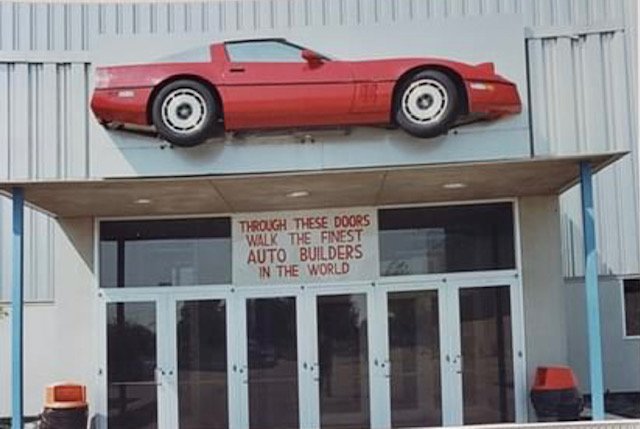 THROUGH THESE DOORS
WALK THE FINEST
AUTO BUILDERS
IN THE WORLD